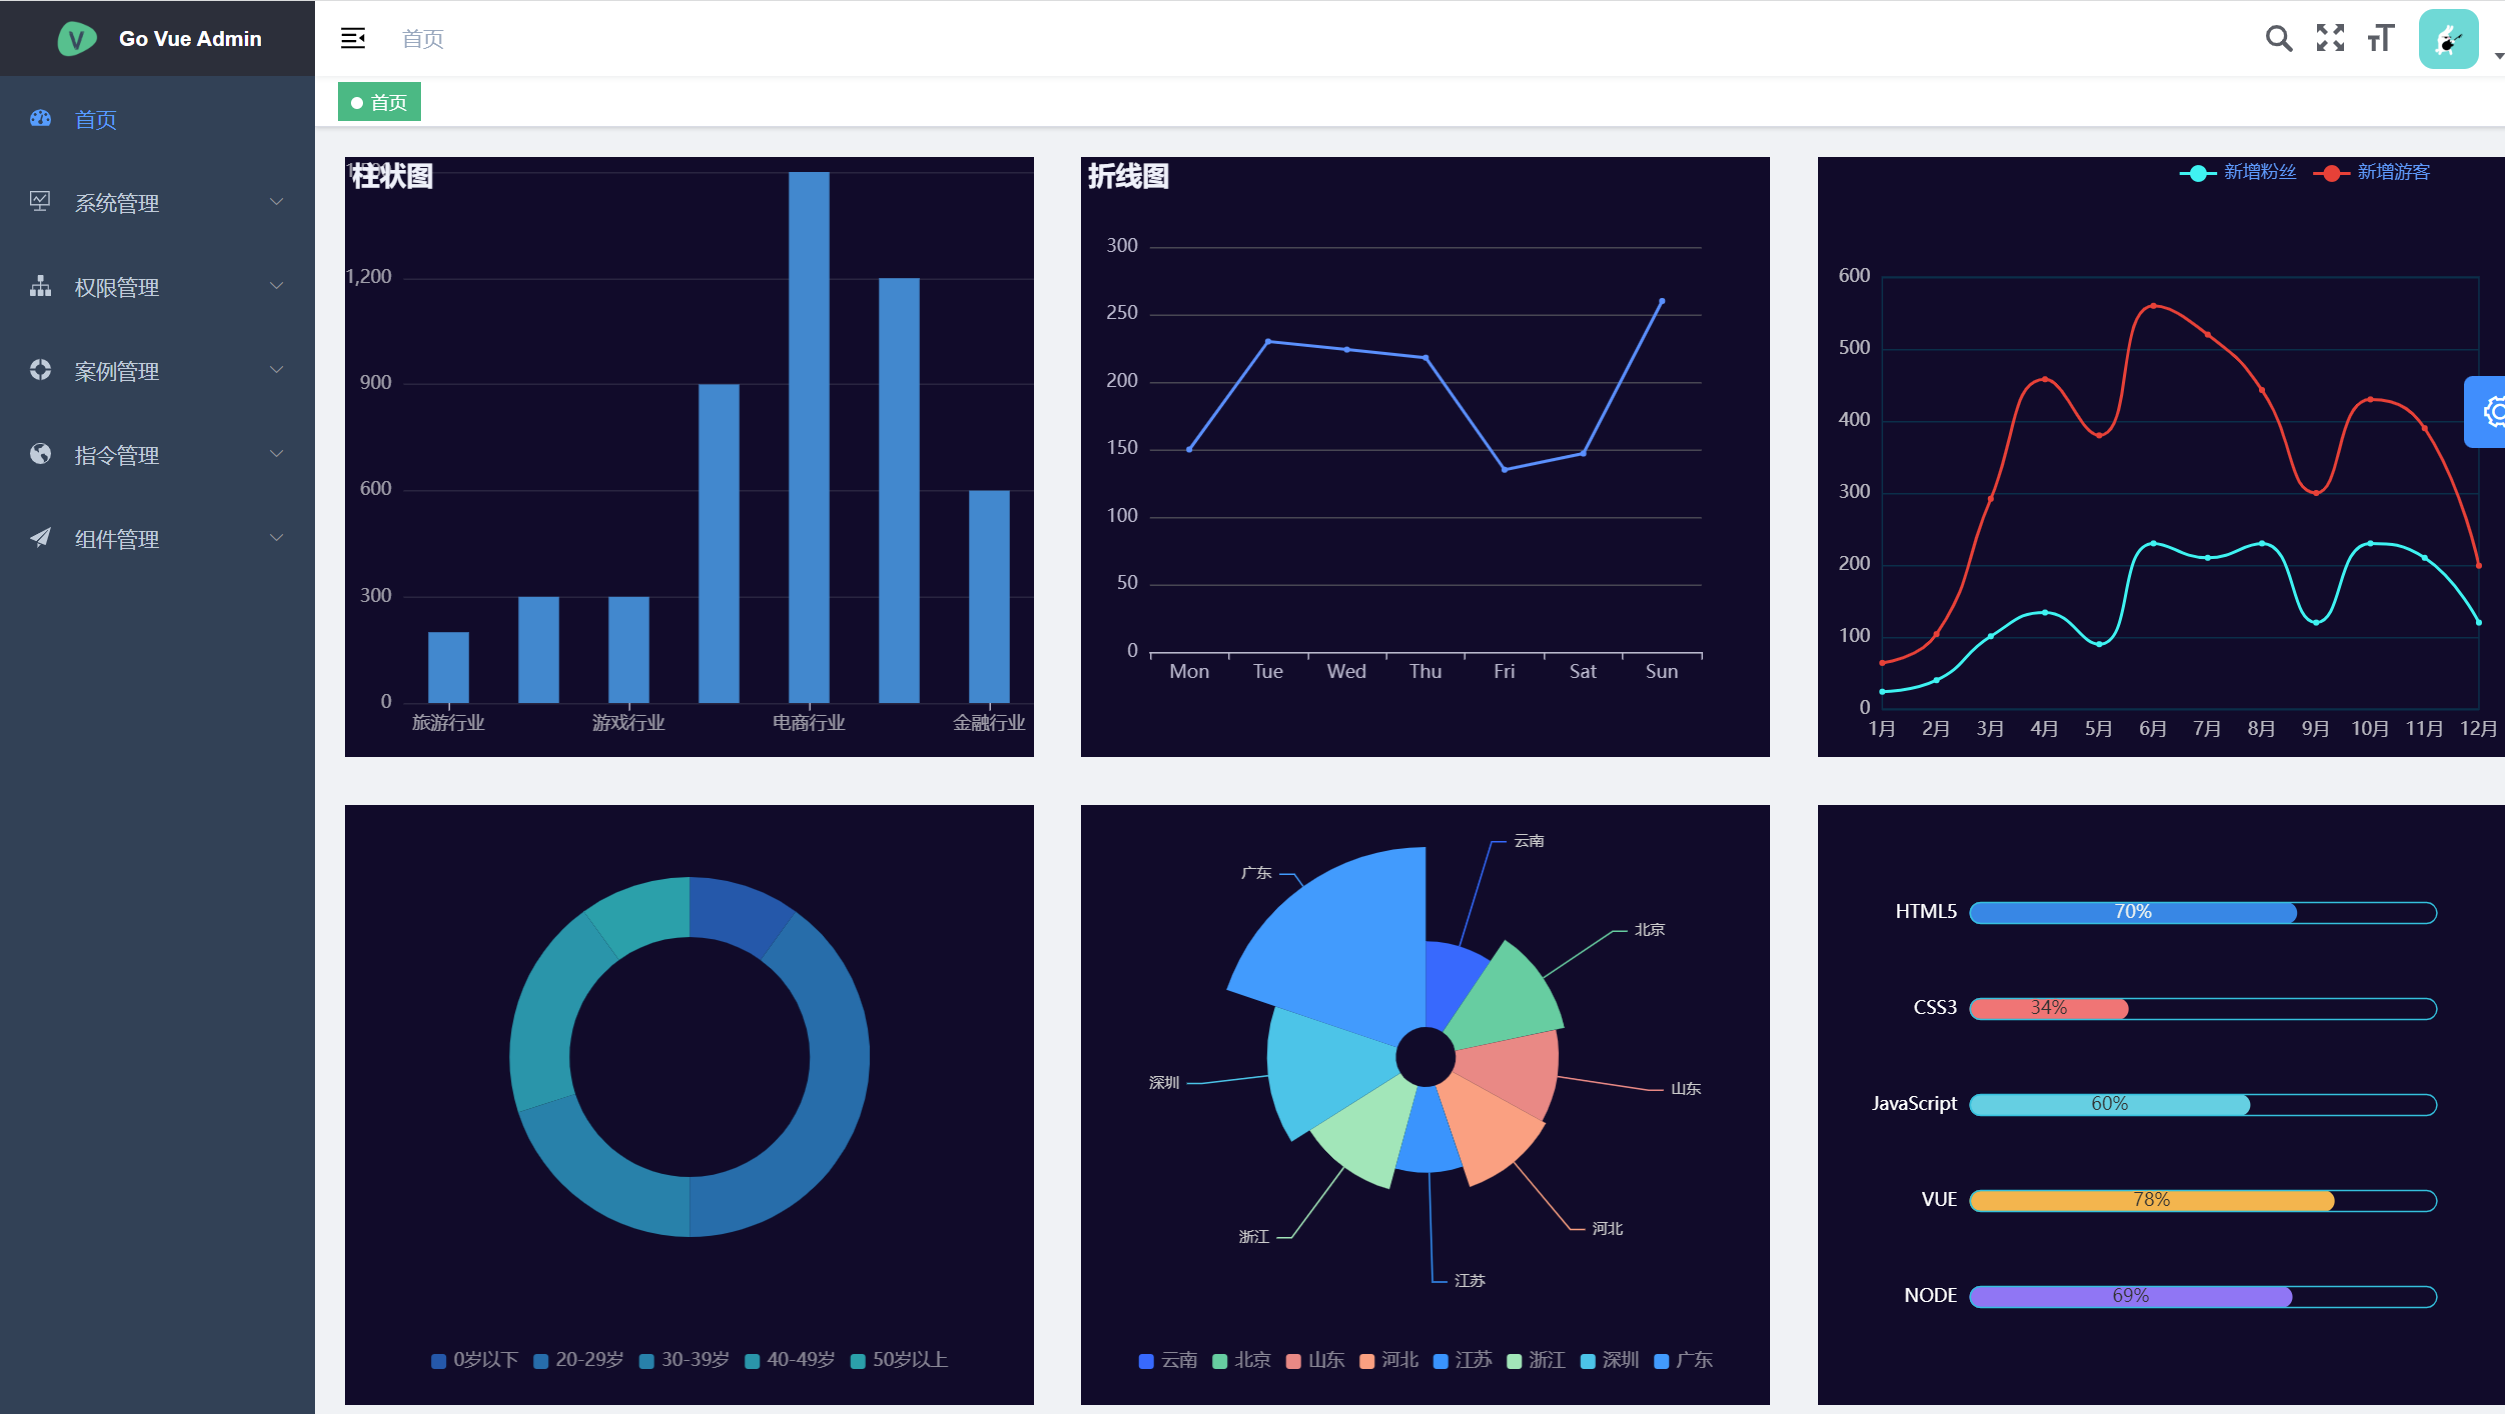 Go Vue Admin
首页
首页
系统管理
权限管理
案例管理
指令管理
组件管理
首页
柱状图
1,200
900
600
300
0
旅游行业 游戏行业 电商行业 金融行业
折线图
300
250
200
150
100
50
0
Mon Tue Wed Thu Fri Sat Sun
新增粉丝 新增游客
600
500
400
300
200
100
0
1月 2月 3月 4月 5月 6月 7月 8月 9月 10月 11月 12月
0岁以下 20-29岁 30-39岁 40-49岁 50岁以上
云南
广东
北京
深圳
山东
浙江
河北
江苏
云南 北京 山东 河北 江苏 浙江 深圳 广东
HTML5 70%
CSS3 34%
JavaScript 60%
VUE 78%
NODE 69%